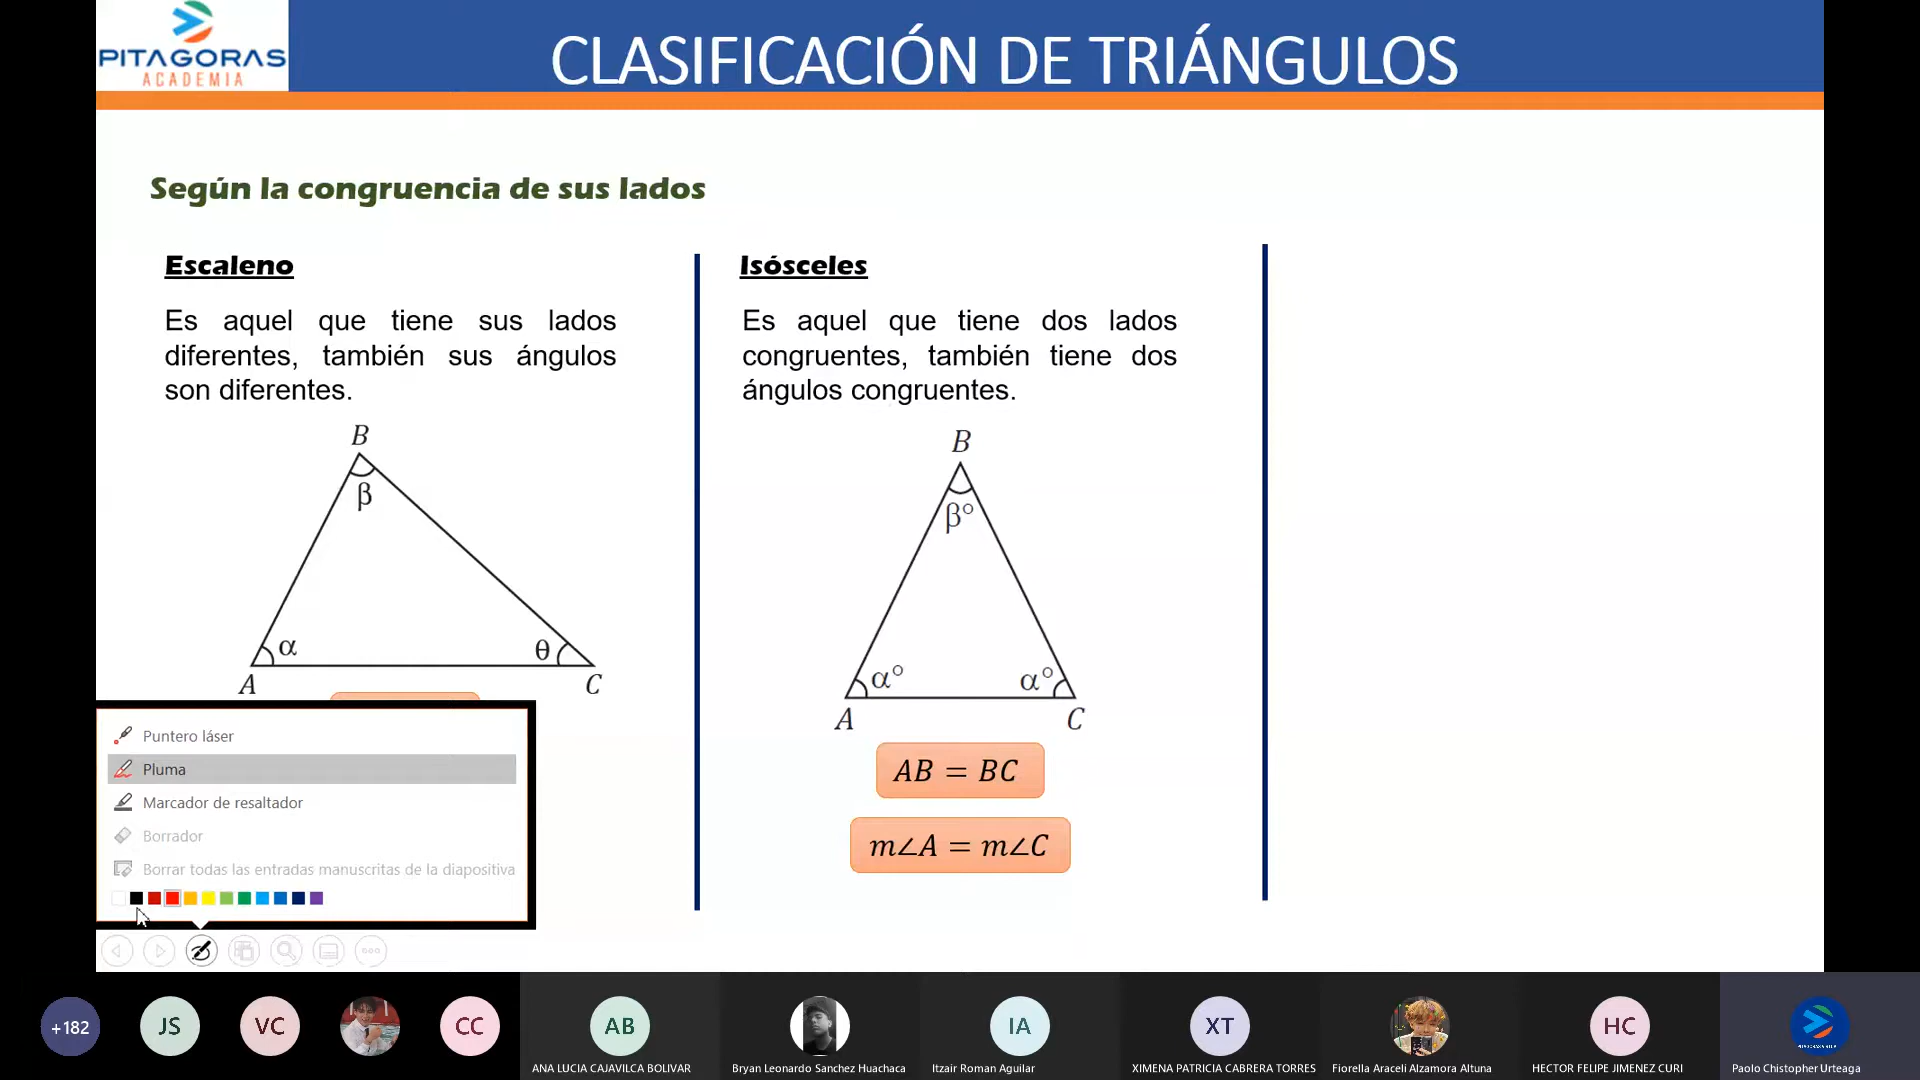 PITAGORAS
ACADEMIA
CLASIFICACIÓN DE TRIÁNGULOS
Según la congruencia de sus lados
Escaleno
Es aquel que tiene sus lados
diferentes, también sus ángulos
son diferentes.
B
β
α
θ
A
C
Isósceles
Es aquel que tiene dos lados
congruentes, también tiene dos
ángulos congruentes.
B
β°
α°
α°
A
C
AB = BC
m∠A = m∠C
Puntero láser
Pluma
Marcador de resaltador
Borrador
Borrar todas las entradas manuscritas de la diapositiva
+182
JS
VC
CC
AB
IA
XT
HC
ANA LUCIA CAJAVILCA BOLIVAR
Bryan Leonardo Sanchez Huachaca
Itzair Roman Aguilar
XIMENA PATRICIA CABRERA TORRES
Fiorella Araceli Alzamora Altuna
HECTOR FELIPE JIMENEZ CURI
Paolo Chistopher Urteaga